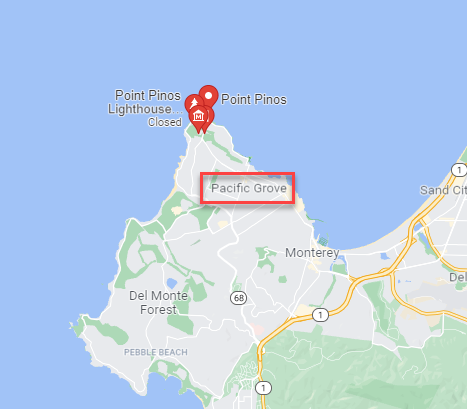 Point Pinos
Lighthouse...
Closed
Point Pinos
Pacific Grove
Sand City
1
Monterey
Del
Del Monte
Forest
68
1
PEBBLE BEACH
1